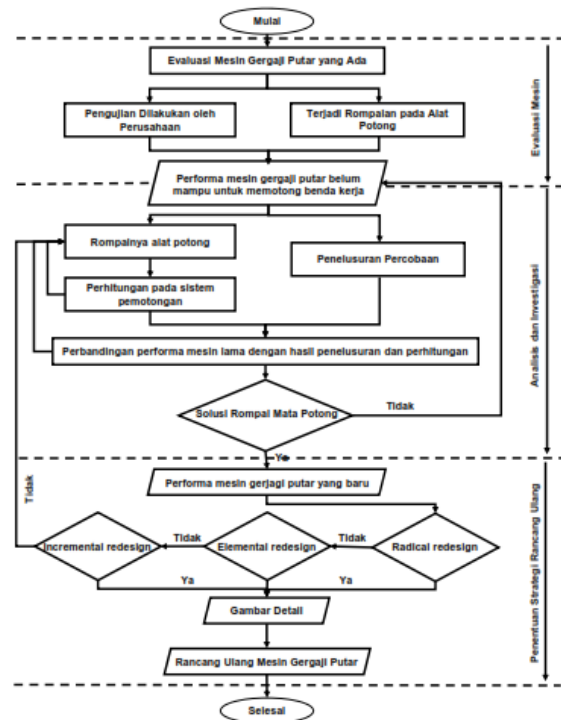 Mulai
Evaluasi Mesin Gergaji Putar yang Ada
Pengujian Dilakukan oleh
Perusahaan
Terjadi Rompalan pada Alat
Potong
Evaluasi Mesin
Performa mesin gergaji putar belum
mampu untuk memotong benda kerja
Rompalnya alat potong
Penelusuran Percobaan
Perhitungan pada sistem
pemotongan
Perbandingan performa mesin lama dengan hasil penelusuran dan perhitungan
Analisis dan Investigasi
Solusi Rompal Mata Potong
Tidak
Ya
Performa mesin gerjagi putar yang baru
Tidak
Incremental redesign
Tidak
Elemental redesign
Tidak
Radical redesign
Ya
Ya
Gambar Detail
Rancang Ulang Mesin Gergaji Putar
Penentuan Strategi Rancang Ulang
Selesai